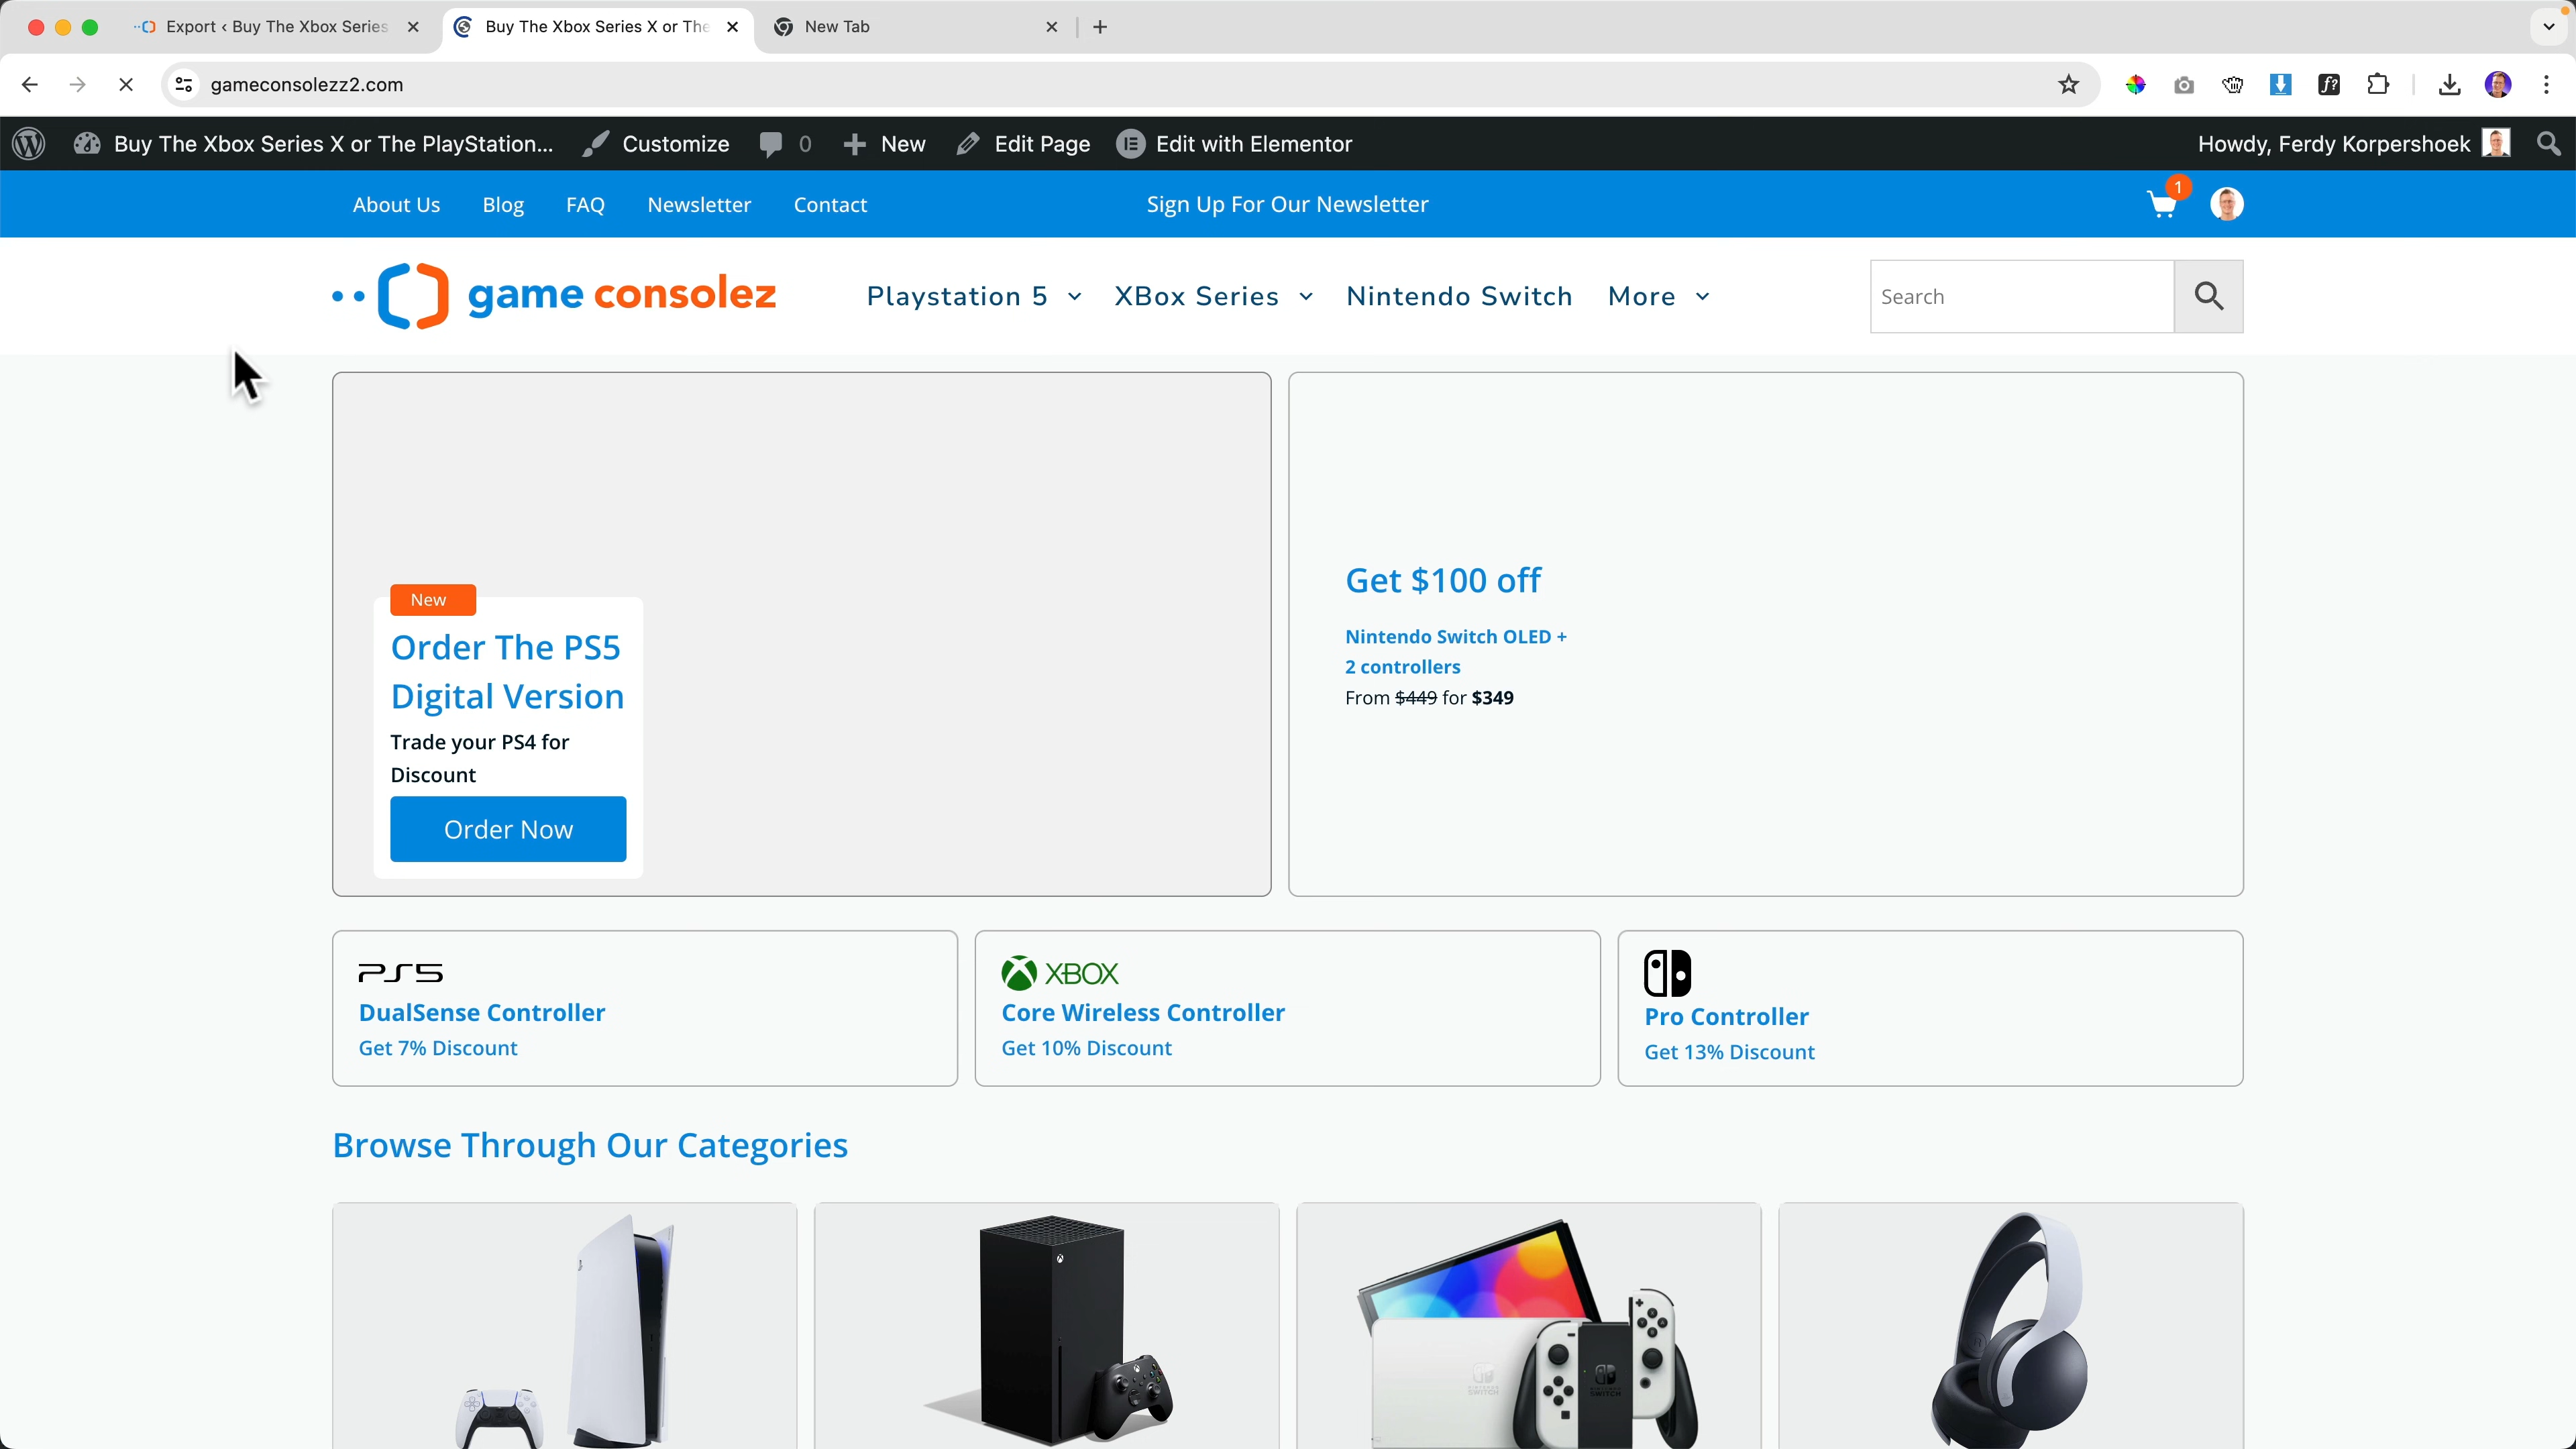 Export ‹ Buy The Xbox Series
Buy The Xbox Series X or The
New Tab
gameconsolezz2.com
Buy The Xbox Series X or The PlayStation...
Customize
0
New
Edit Page
Edit with Elementor
Howdy, Ferdy Korpershoek
About Us
Blog
FAQ
Newsletter
Contact
Sign Up For Our Newsletter
1
game consolez
Playstation 5
XBox Series
Nintendo Switch
More
Search
New
Order The PS5
Digital Version
Trade your PS4 for
Discount
Order Now
Get $100 off
Nintendo Switch OLED +
2 controllers
From $449 for $349
PS5
DualSense Controller
Get 7% Discount
XBOX
Core Wireless Controller
Get 10% Discount
Pro Controller
Get 13% Discount
Browse Through Our Categories